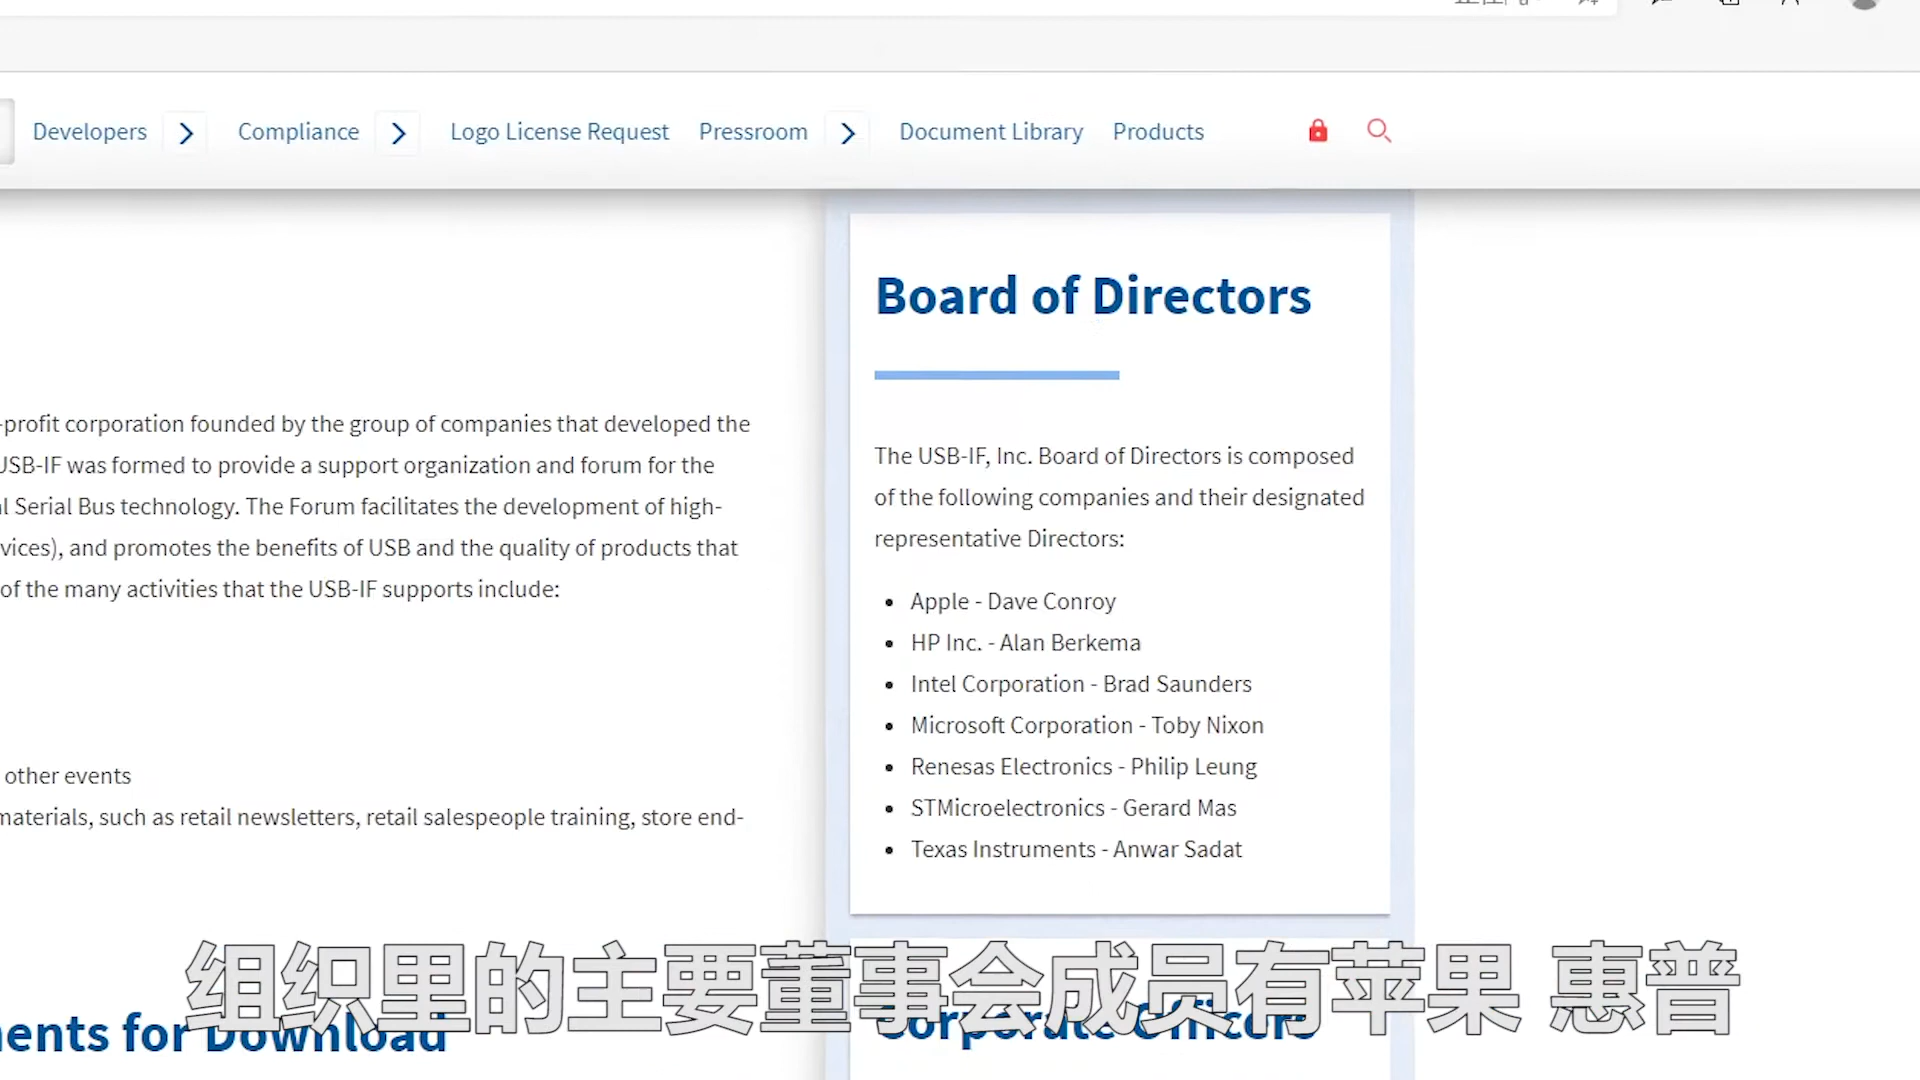 Developers
Compliance
Logo License Request
Pressroom
Document Library
Products
Board of Directors
-profit corporation founded by the group of companies that developed the
USB-IF was formed to provide a support organization and forum for the
l Serial Bus technology. The Forum facilitates the development of high-
vices), and promotes the benefits of USB and the quality of products that
of the many activities that the USB-IF supports include:
other events
materials, such as retail newsletters, retail salespeople training, store end-
The USB-IF, Inc. Board of Directors is composed
of the following companies and their designated
representative Directors:
• Apple - Dave Conroy
• HP Inc. - Alan Berkema
• Intel Corporation - Brad Saunders
• Microsoft Corporation - Toby Nixon
• Renesas Electronics - Philip Leung
• STMicroelectronics - Gerard Mas
• Texas Instruments - Anwar Sadat
ents for Download
Corporate Officers
组织里的主要董事会成员有苹果 惠普